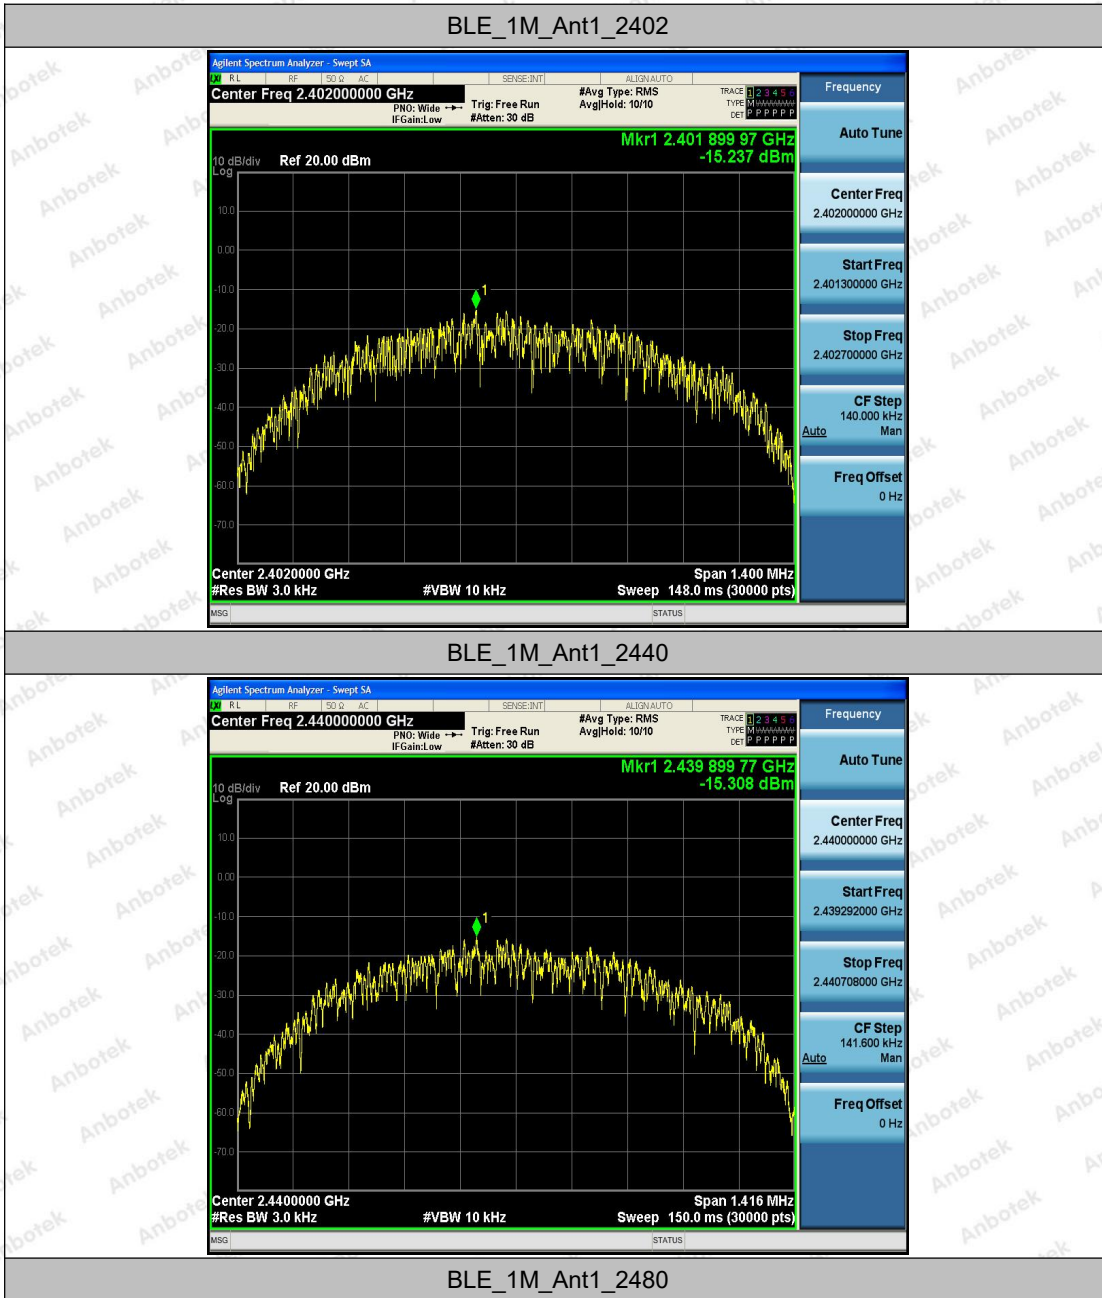 BLE_1M_Ant1_2402
Agilent Spectrum Analyzer - Swept SA
LXI RL RF 50 Ω AC SENSE:INT ALIGNAUTO
Center Freq 2.402000000 GHz
PNO: Wide
IFGain:Low
Trig: Free Run
#Atten: 30 dB
#Avg Type: RMS
Avg|Hold: 10/10
TRACE 1 2 3 4 5 6
TYPE M WWWWW
DET P P P P P P
Mkr1 2.401 899 97 GHz
-15.237 dBm
10 dB/div Ref 20.00 dBm
Log
10.0
0.00
-10.0
-20.0
-30.0
-40.0
-50.0
-60.0
-70.0
1
Center 2.4020000 GHz Span 1.400 MHz
#Res BW 3.0 kHz #VBW 10 kHz Sweep 148.0 ms (30000 pts)
MSG STATUS
Frequency
Auto Tune
Center Freq
2.402000000 GHz
Start Freq
2.401300000 GHz
Stop Freq
2.402700000 GHz
CF Step
140.000 kHz
Auto Man
Freq Offset
0 Hz
BLE_1M_Ant1_2440
Agilent Spectrum Analyzer - Swept SA
LXI RL RF 50 Ω AC SENSE:INT ALIGNAUTO
Center Freq 2.440000000 GHz
PNO: Wide
IFGain:Low
Trig: Free Run
#Atten: 30 dB
#Avg Type: RMS
Avg|Hold: 10/10
TRACE 1 2 3 4 5 6
TYPE M WWWWW
DET P P P P P P
Mkr1 2.439 899 77 GHz
-15.308 dBm
10 dB/div Ref 20.00 dBm
Log
10.0
0.00
-10.0
-20.0
-30.0
-40.0
-50.0
-60.0
-70.0
1
Center 2.4400000 GHz Span 1.416 MHz
#Res BW 3.0 kHz #VBW 10 kHz Sweep 150.0 ms (30000 pts)
MSG STATUS
Frequency
Auto Tune
Center Freq
2.440000000 GHz
Start Freq
2.439292000 GHz
Stop Freq
2.440708000 GHz
CF Step
141.600 kHz
Auto Man
Freq Offset
0 Hz
BLE_1M_Ant1_2480
Anbotek